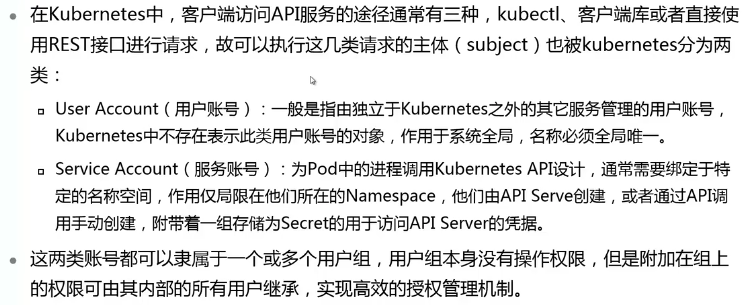 在Kubernetes中，客户端访问API服务的途径通常有三种，kubectl、客户端库或者直接使
用REST接口进行请求，故可以执行这几类请求的主体（subject）也被kubernetes分为两
类：
User Account（用户账号）：一般是指由独立于Kubernetes之外的其它服务管理的用户账号，
Kubernetes中不存在表示此类用户账号的对象，作用于系统全局，名称必须全局唯一。
Service Account（服务账号）：为Pod中的进程调用Kubernetes API设计，通常需要绑定于特
定的名称空间，作用仅局限在他们所在的Namespace，他们由API Serve创建，或者通过API调
用手动创建，附带着一组存储为Secret的用于访问API Server的凭据。
这两类账号都可以隶属于一个或多个用户组，用户组本身没有操作权限，但是附加在组上
的权限可由其内部的所有用户继承，实现高效的授权管理机制。